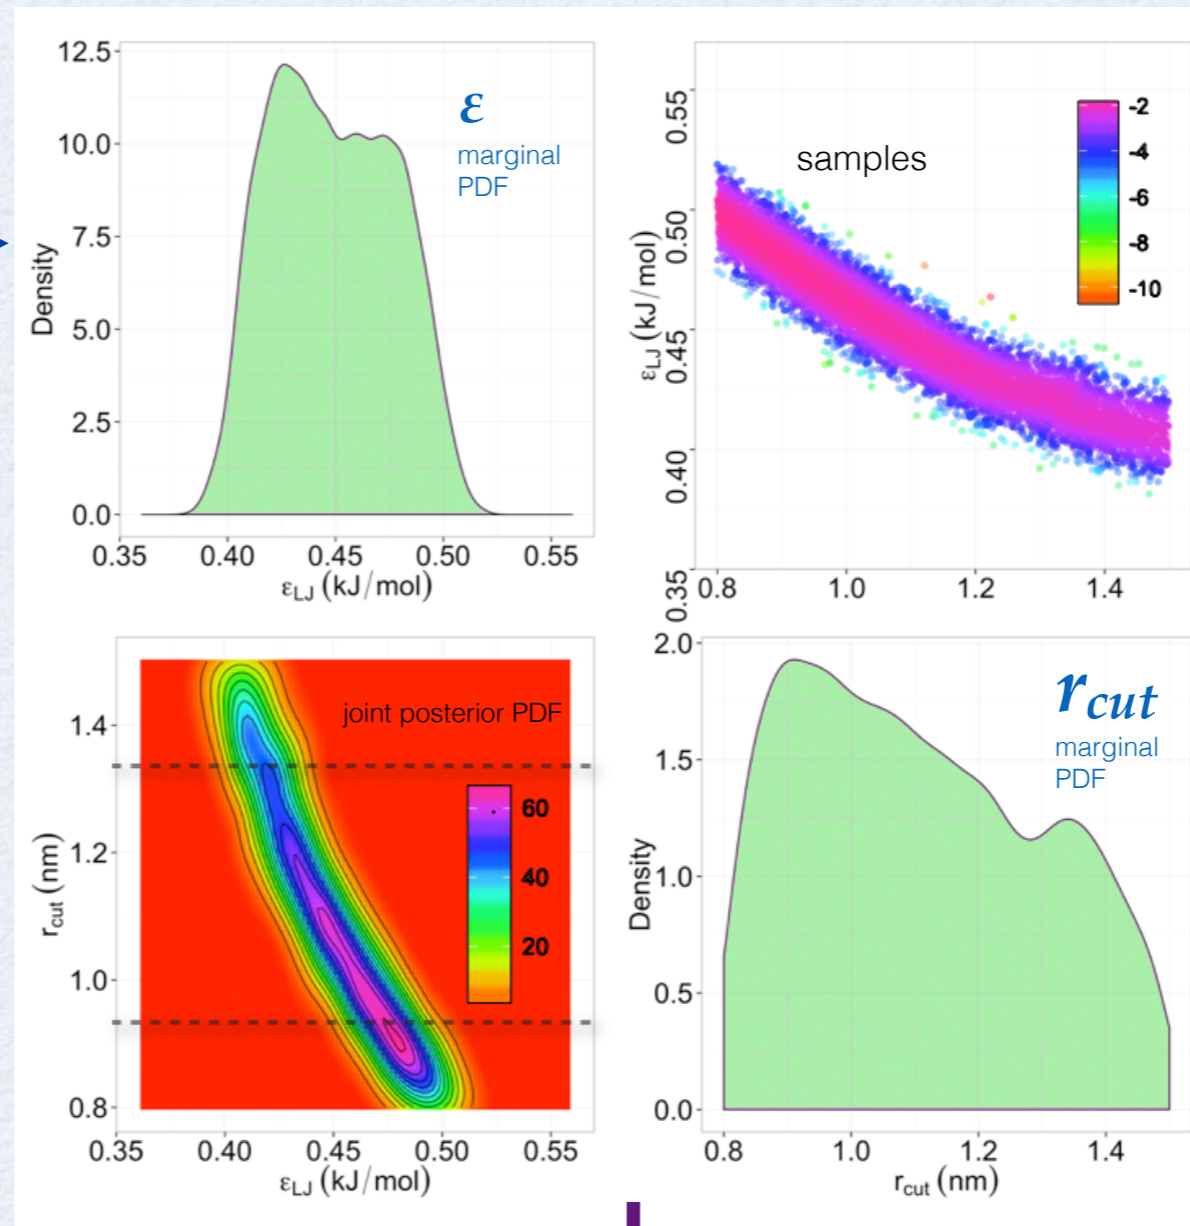 12.5
10.0
7.5
5.0
2.5
0.0
Density
ε
marginal
PDF
0.35 0.40 0.45 0.50 0.55
εLJ (kJ/mol)
samples
-2
-4
-6
-8
-10
0.55
0.50
0.45
0.40
0.35
εLJ (kJ/mol)
0.8 1.0 1.2 1.4
joint posterior PDF
60
40
20
1.4
1.2
1.0
0.8
rcut (nm)
0.35 0.40 0.45 0.50 0.55
εLJ (kJ/mol)
2.0
1.5
1.0
0.5
0.0
Density
rcut
marginal
PDF
0.8 1.0 1.2 1.4
rcut (nm)